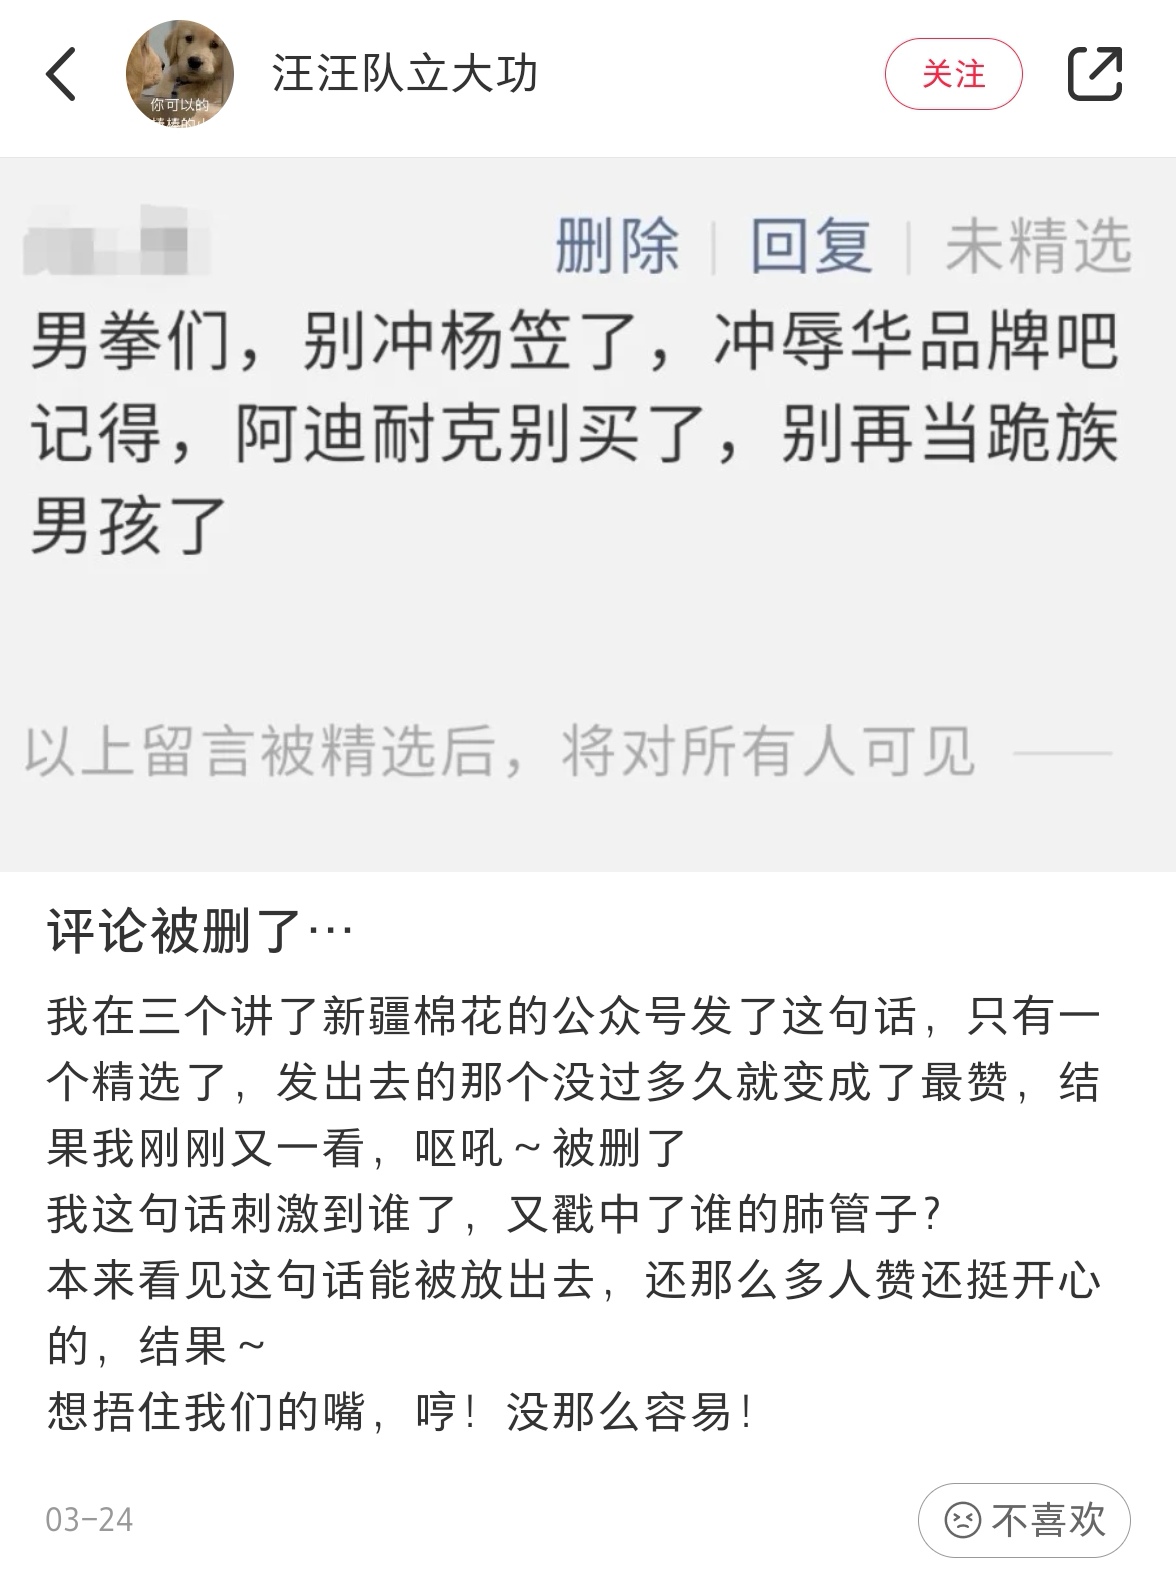 汪汪队立大功
关注
你可以的
删除
回复
未精选
男拳们，别冲杨笠了，冲辱华品牌吧
记得，阿迪耐克别买了，别再当跪族
男孩了
以上留言被精选后，将对所有人可见
评论被删了…
我在三个讲了新疆棉花的公众号发了这句话，只有一
个精选了，发出去的那个没过多久就变成了最赞，结
果我刚刚又一看，呕吼～被删了
我这句话刺激到谁了，又戳中了谁的肺管子？
本来看见这句话能被放出去，还那么多人赞还挺开心
的，结果～
想捂住我们的嘴，哼！没那么容易！
03-24
不喜欢